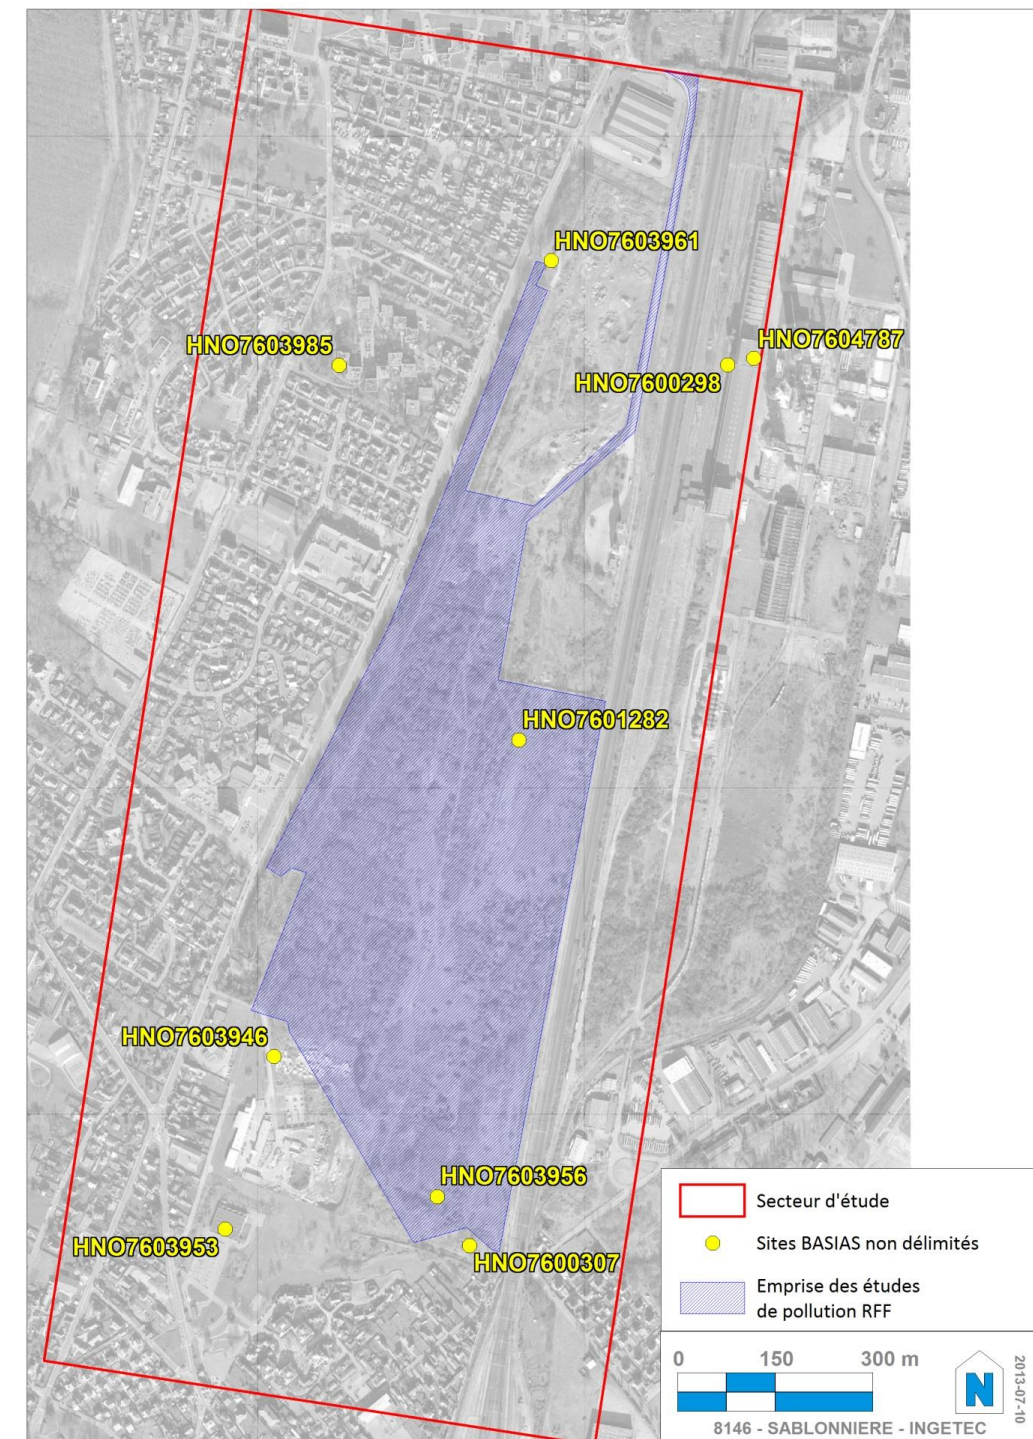 HNO7603961
HNO7603985
HNO7604787
HNO7600298
HNO7601282
HNO7603946
HNO7603956
HNO7603953
HNO7600307
Secteur d'étude
Sites BASIAS non délimités
Emprise des études
de pollution RFF
0 150 300 m
N
2013-07-10
8146 - SABLONNIERE - INGETEC